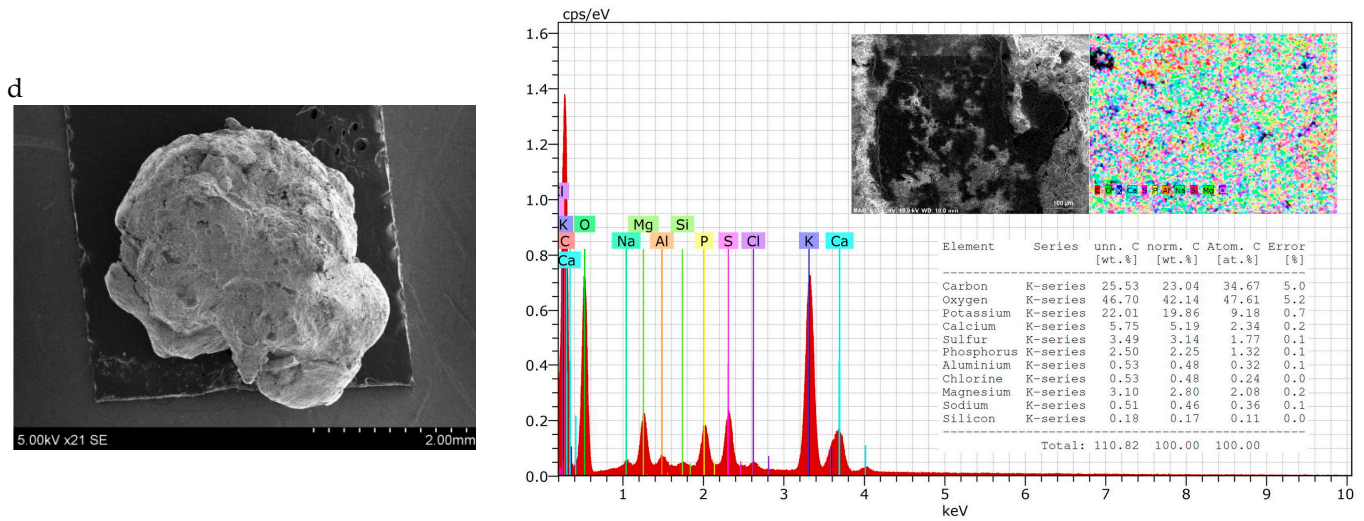 d
5.00kV x21 SE
2.00mm
cps/eV
1.6
1.4
1.2
1.0
0.8
0.6
0.4
0.2
0.0
K O
C
Ca
Na
Mg
Al
Si
P
S
Cl
K
Ca
1 2 3 4 5 6 7 8 9 10
keV
100 µm
Element Series unn. C norm. C Atom. C Error
[wt.%] [wt.%] [at.%] [%]
Carbon K-series 25.53 23.04 34.67 5.0
Oxygen K-series 46.70 42.14 47.61 5.2
Potassium K-series 22.01 19.86 9.18 0.7
Calcium K-series 5.75 5.19 2.34 0.2
Sulfur K-series 3.49 3.14 1.77 0.1
Phosphorus K-series 2.50 2.25 1.32 0.1
Aluminium K-series 0.53 0.48 0.32 0.1
Chlorine K-series 0.53 0.48 0.24 0.0
Magnesium K-series 3.10 2.80 2.08 0.2
Sodium K-series 0.51 0.46 0.36 0.1
Silicon K-series 0.18 0.17 0.11 0.0
Total: 110.82 100.00 100.00